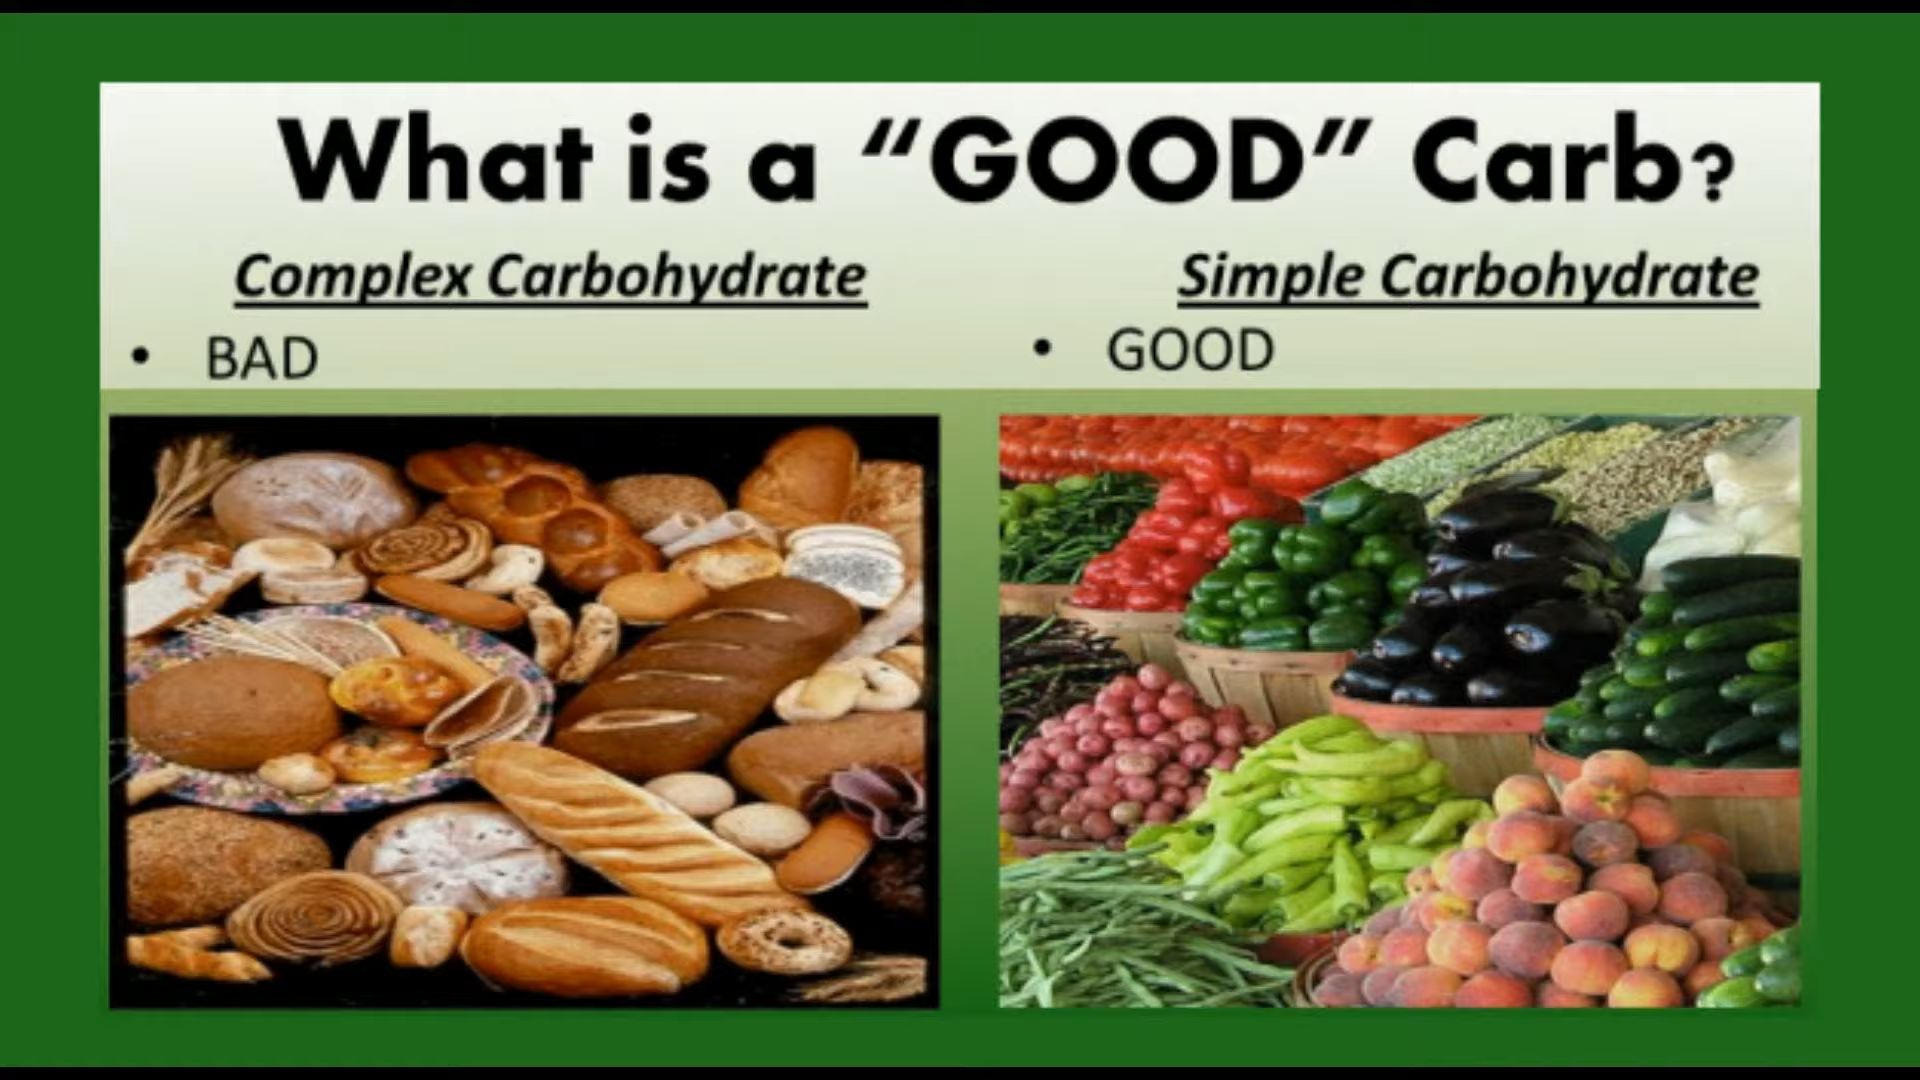 What is a “GOOD” Carb?
Complex Carbohydrate
• BAD
Simple Carbohydrate
• GOOD